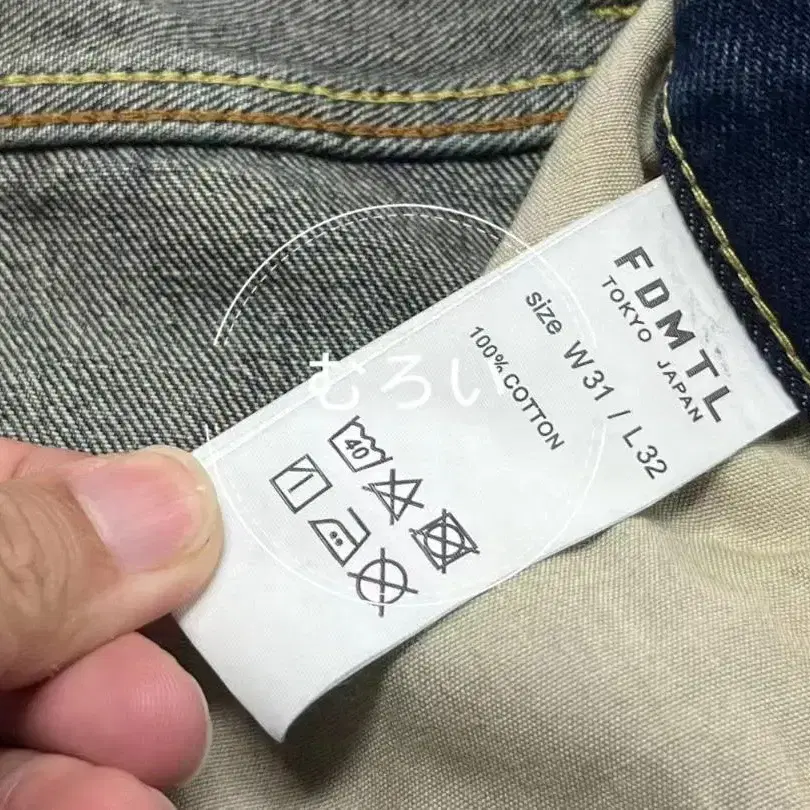 FDMTL
TOKYO JAPAN
size W31 / L32
100% COTTON
40
むろい